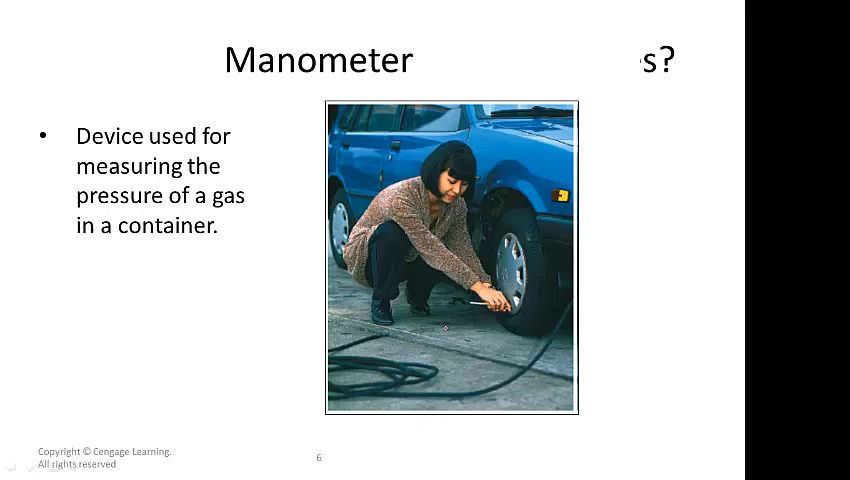 Manometer s?
• Device used for
measuring the
pressure of a gas
in a container.
Copyright © Cengage Learning.
All rights reserved
6